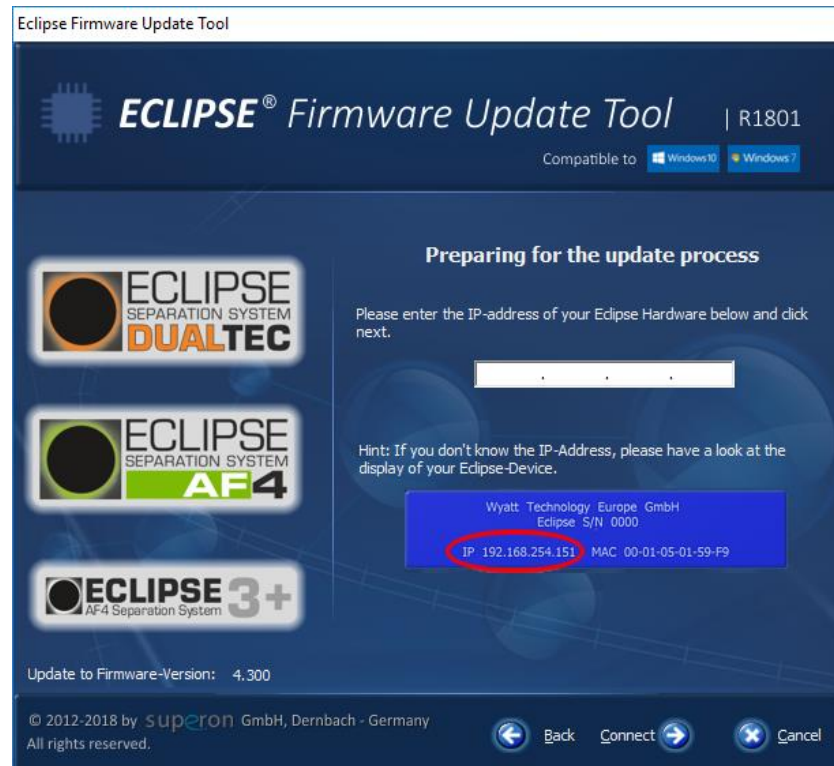 Eclipse Firmware Update Tool
ECLIPSE® Firmware Update Tool | R1801
Compatible to Windows 10 Windows 7
Preparing for the update process
ECLIPSE
SEPARATION SYSTEM
DUALTEC
Please enter the IP-address of your Eclipse Hardware below and click
next.
. . .
ECLIPSE
SEPARATION SYSTEM
AF4
Hint: If you don't know the IP-Address, please have a look at the
display of your Eclipse-Device.
Wyatt Technology Europe GmbH
Eclipse S/N 0000
IP 192.168.254.151 MAC 00-01-05-01-59-F9
ECLIPSE 3+
AF4 Separation System
Update to Firmware-Version: 4.300
© 2012-2018 by superon GmbH, Dernbach - Germany
All rights reserved.
Back Connect Cancel